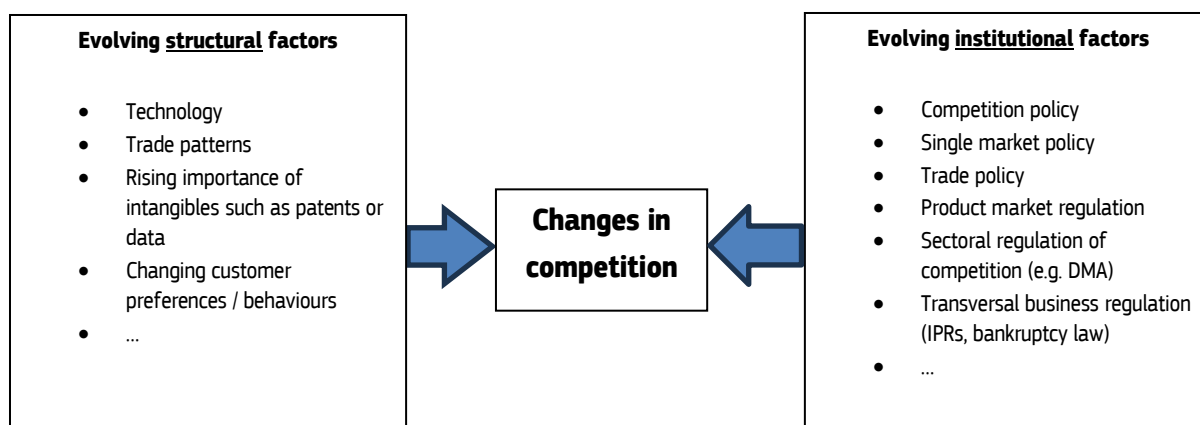 Evolving structural factors
• Technology
• Trade patterns
• Rising importance of
intangibles such as patents or
data
• Changing customer
preferences / behaviours
• ...
Changes in
competition
Evolving institutional factors
• Competition policy
• Single market policy
• Trade policy
• Product market regulation
• Sectoral regulation of
competition (e.g. DMA)
• Transversal business regulation
(IPRs, bankruptcy law)
• ...